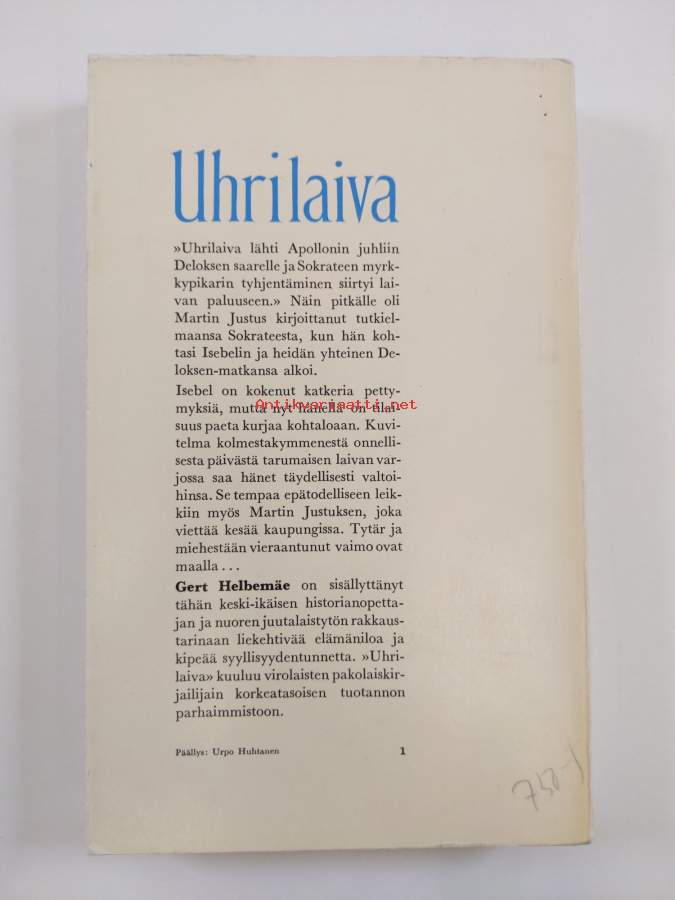 Uhrilaiva
»Uhrilaiva lähti Apollonin juhliin
Deloksen saarelle ja Sokrateen myrk-
kypikarin tyhjentäminen siirtyi lai-
van paluuseen.» Näin pitkälle oli
Martin Justus kirjoittanut tutkiel-
maansa Sokrateesta, kun hän koh-
tasi Isebelin ja heidän yhteinen De-
loksen-matkansa alkoi.
Isebel on kokenut katkeria petty-
myksiä, mutta nyt hänellä on tilai-
Antikvariaatti.net
suus paeta kurjaa kohtaloaan. Kuvi-
telma kolmestakymmenestä onnelli-
sesta päivästä tarumaisen laivan var-
jossa saa hänet täydellisesti valtoi-
hinsa. Se tempaa epätodelliseen leik-
kiin myös Martin Justuksen, joka
viettää kesää kaupungissa. Tytär ja
miehestään vieraantunut vaimo ovat
maalla . . .
Gert Helbemäe on sisällyttänyt
tähän keski-ikäisen historianopetta-
jan ja nuoren juutalaistytön rakkaus-
tarinaan liekehtivää elämäniloa ja
kipeää syyllisyydentunnetta. »Uhri-
laiva» kuuluu virolaisten pakolaiskir-
jailijain korkeatasoisen tuotannon
parhaimmistoon.
Päällys: Urpo Huhtanen 1